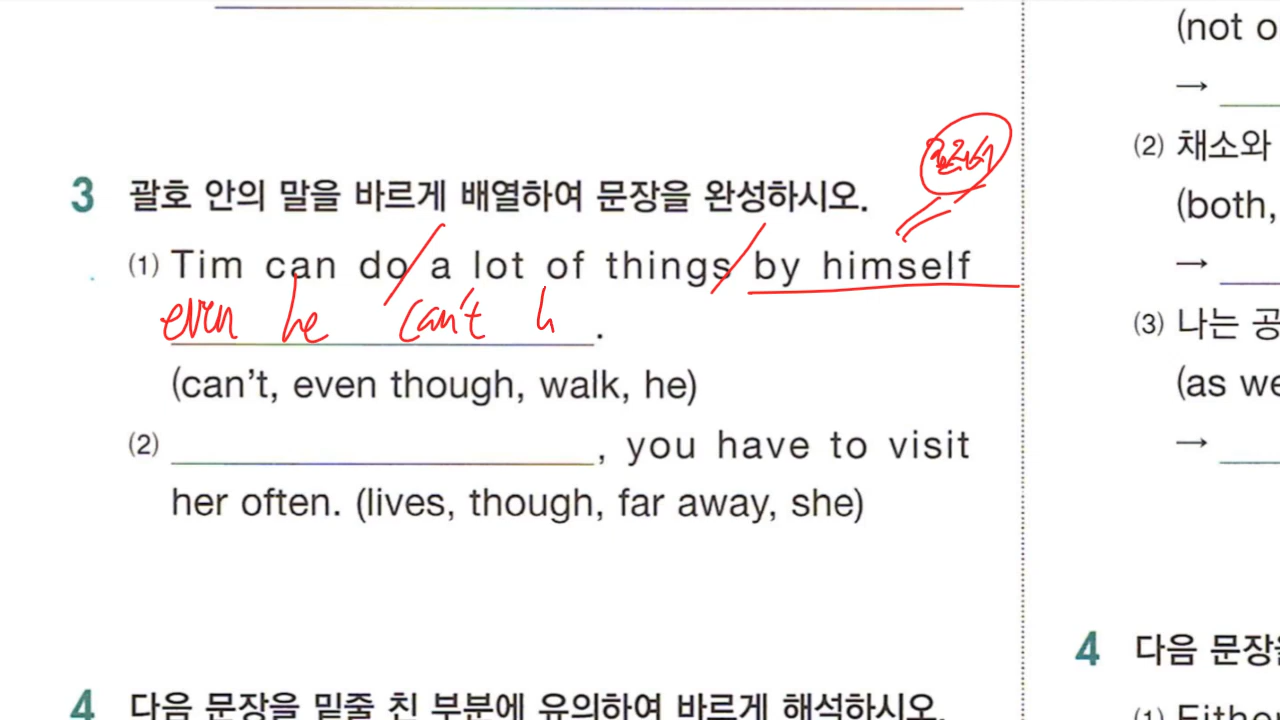 3 괄호 안의 말을 바르게 배열하여 문장을 완성하시오.
(1) Tim can do a lot of things by himself
even he can't
(can't, even though, walk, he)
(2) , you have to visit
her often. (lives, though, far away, she)
4 다음 문장을 밑줄 친 부분에 유의하여 바르게 해석하시오.
(not o
→
(2) 채소와
(both,
→
(3) 나는 공
(as we
→
4 다음 문장을
(1) Eithe